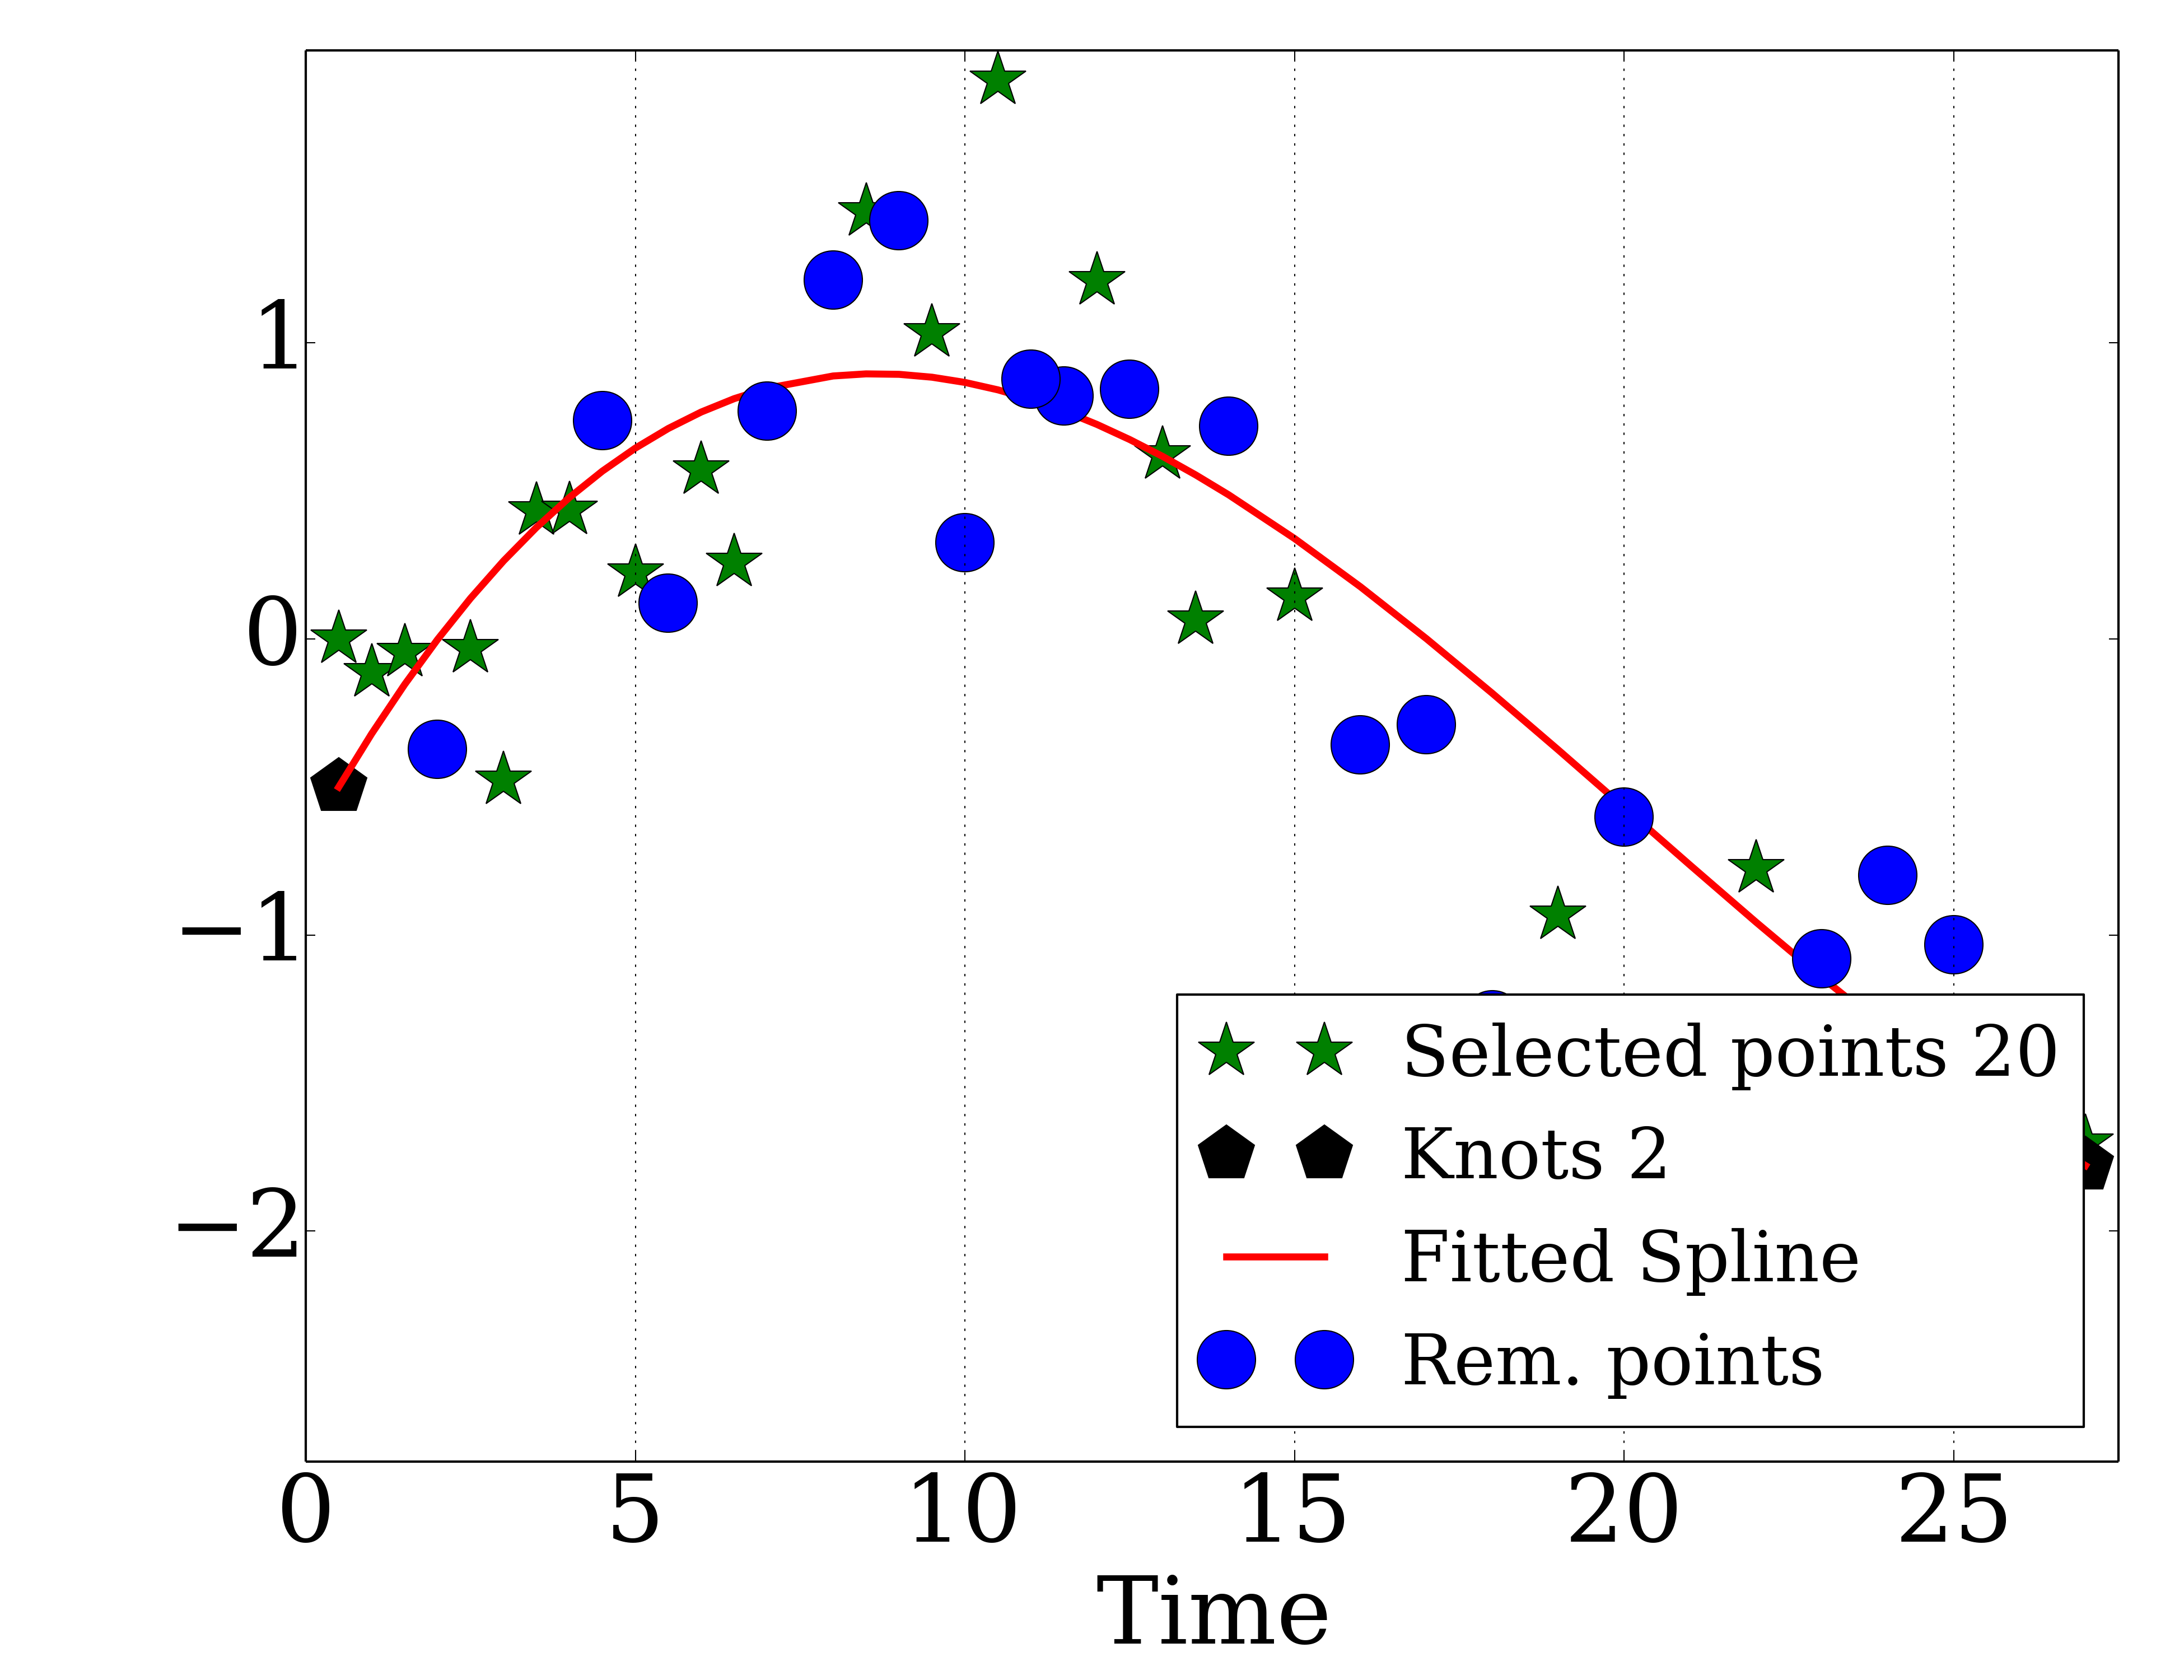 1
0
−1
−2
Selected points 20
Knots 2
Fitted Spline
Rem. points
0 5 10 15 20 25
Time